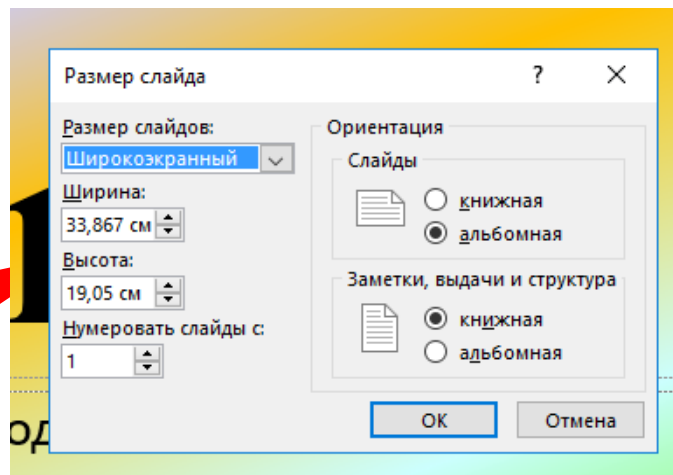 Размер слайда ? ✕
Размер слайдов:
Широкоэкранный
Ширина:
33,867 см
Высота:
19,05 см
Нумеровать слайды с:
1
Ориентация
Слайды
книжная
альбомная
Заметки, выдачи и структура
книжная
альбомная
ОК
Отмена